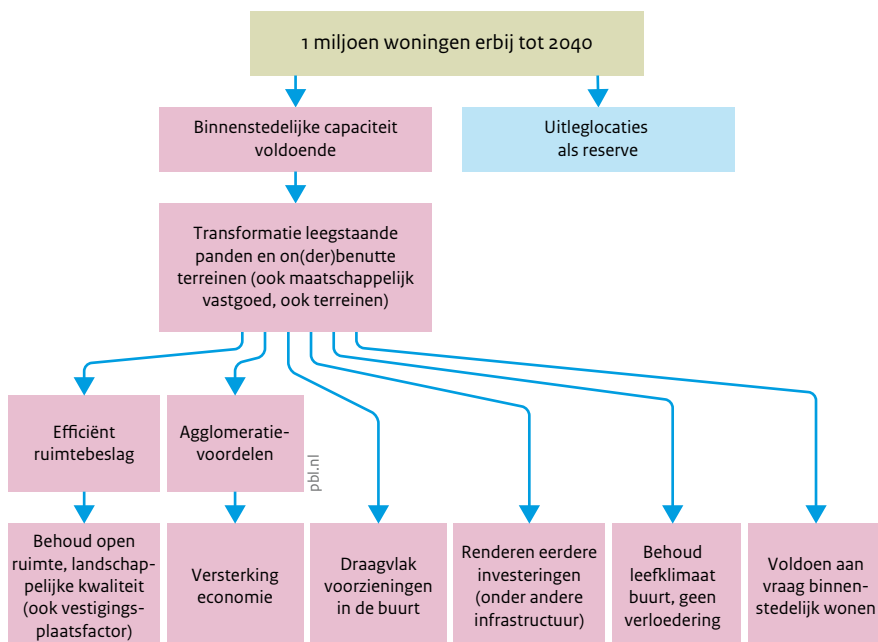 1 miljoen woningen erbij tot 2040
Binnenstedelijke capaciteit
voldoende
Uitleglocaties
als reserve
Transformatie leegstaande
panden en on(der)benutte
terreinen (ook maatschappelijk
vastgoed, ook terreinen)
Efficiënt
ruimtebeslag
Agglomeratie-
voordelen
pbl.nl
Behoud open
ruimte, landschap-
pelijke kwaliteit
(ook vestigings-
plaatsfactor)
Versterking
economie
Draagvlak
voorzieningen
in de buurt
Renderen eerdere
investeringen
(onder andere
infrastructuur)
Behoud
leefklimaat
buurt, geen
verloedering
Voldoen aan
vraag binnen-
stedelijk wonen